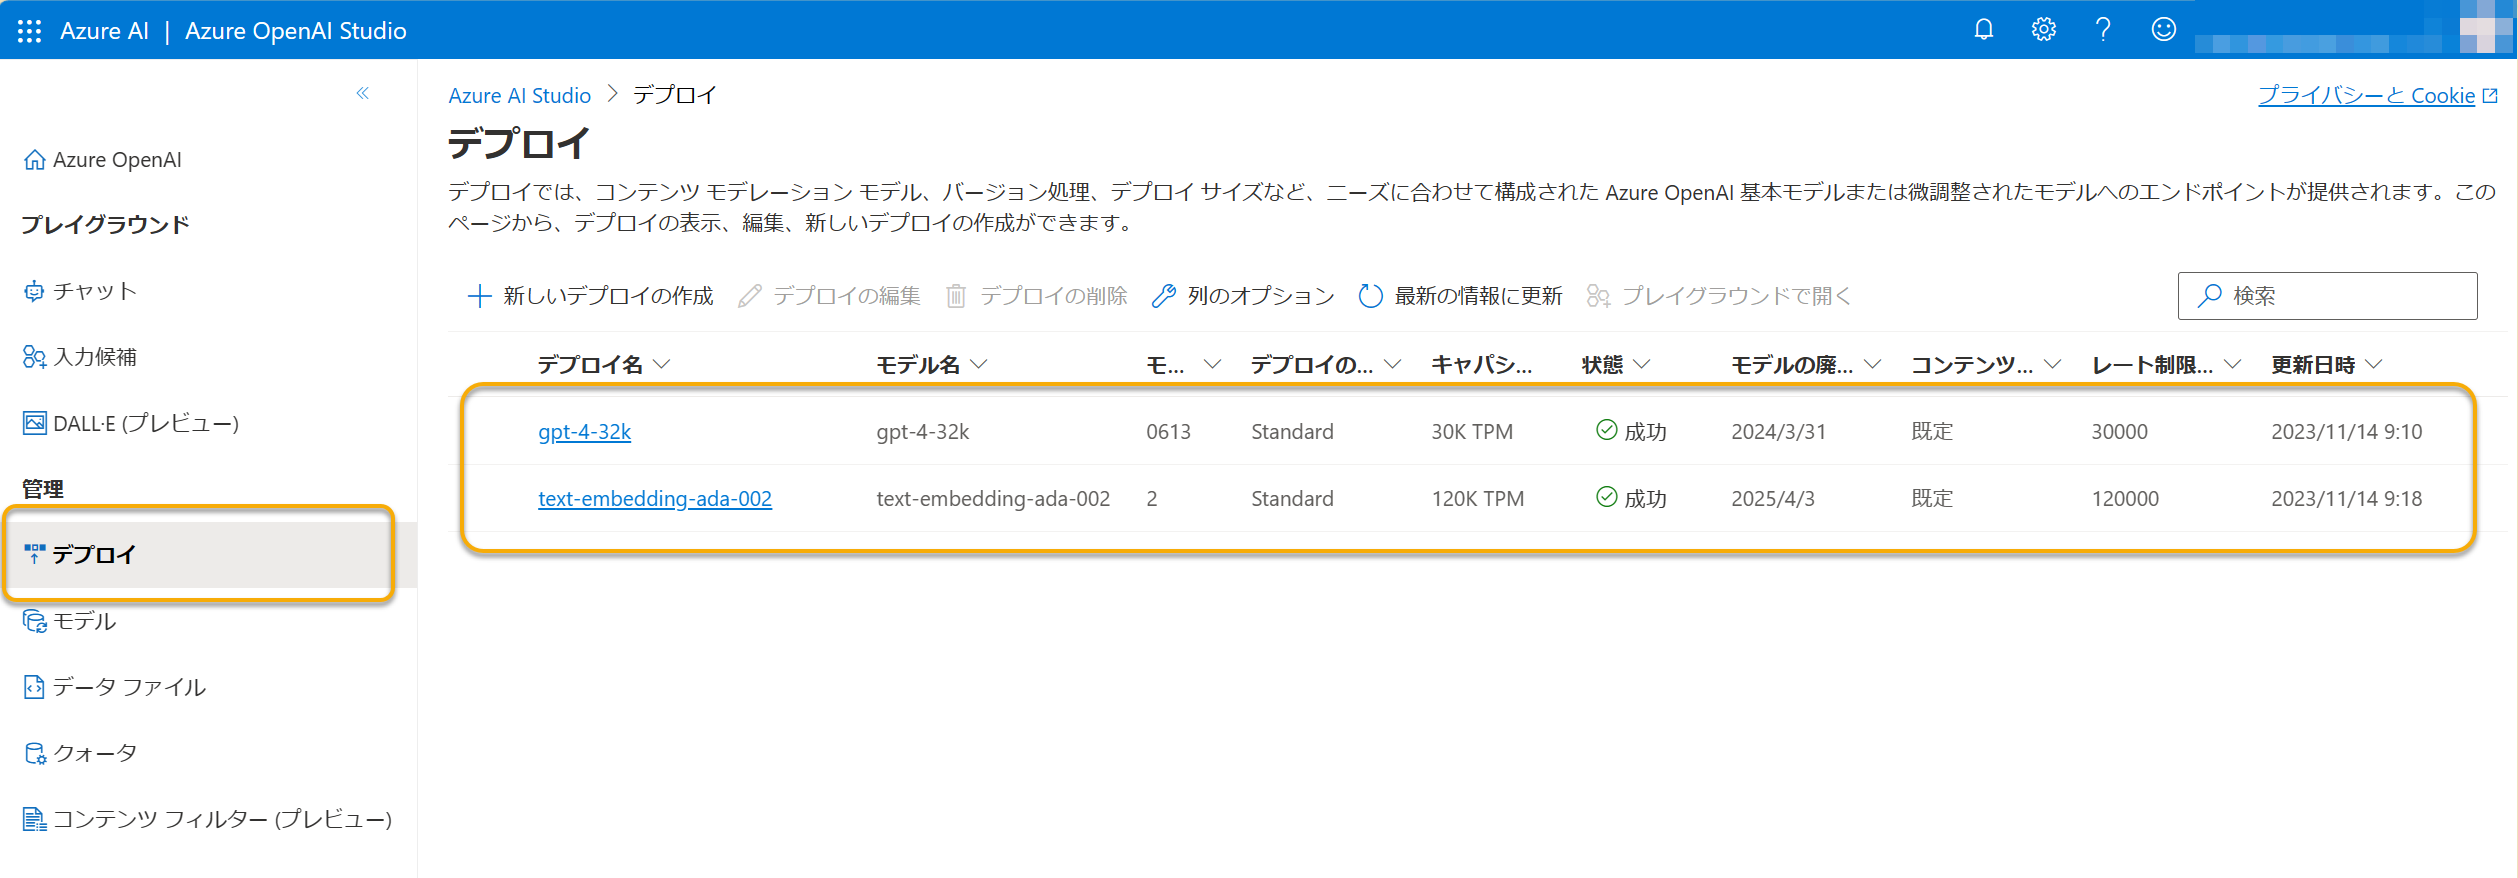 Azure AI | Azure OpenAI Studio
Azure OpenAI
プレイグラウンド
チャット
入力候補
DALL·E (プレビュー)
管理
デプロイ
モデル
データ ファイル
クォータ
コンテンツ フィルター (プレビュー)
Azure AI Studio > デプロイ
プライバシーと Cookie
デプロイ
デプロイでは、コンテンツ モデレーション モデル、バージョン処理、デプロイ サイズなど、ニーズに合わせて構成された Azure OpenAI 基本モデルまたは微調整されたモデルへのエンドポイントが提供されます。この
ページから、デプロイの表示、編集、新しいデプロイの作成ができます。
新しいデプロイの作成 デプロイの編集 デプロイの削除 列のオプション 最新の情報に更新 プレイグラウンドで開く 検索
デプロイ名 モデル名 モ... デプロイの... キャパシ... 状態 モデルの廃... コンテンツ... レート制限... 更新日時
gpt-4-32k gpt-4-32k 0613 Standard 30K TPM 成功 2024/3/31 既定 30000 2023/11/14 9:10
text-embedding-ada-002 text-embedding-ada-002 2 Standard 120K TPM 成功 2025/4/3 既定 120000 2023/11/14 9:18